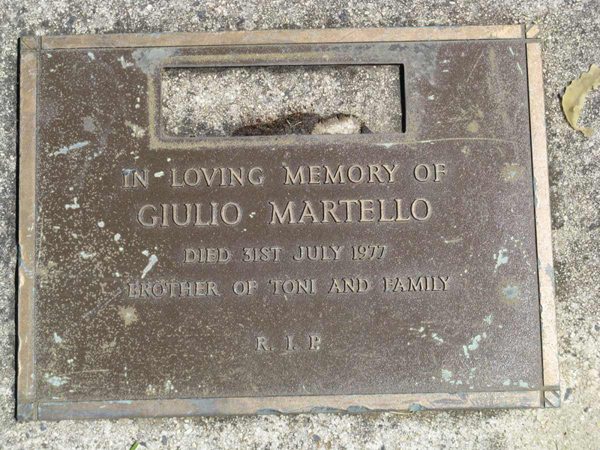 IN LOVING MEMORY OF
GIULIO MARTELLO
DIED 31ST JULY 1977
BROTHER OF TONI AND FAMILY
R. I. P.